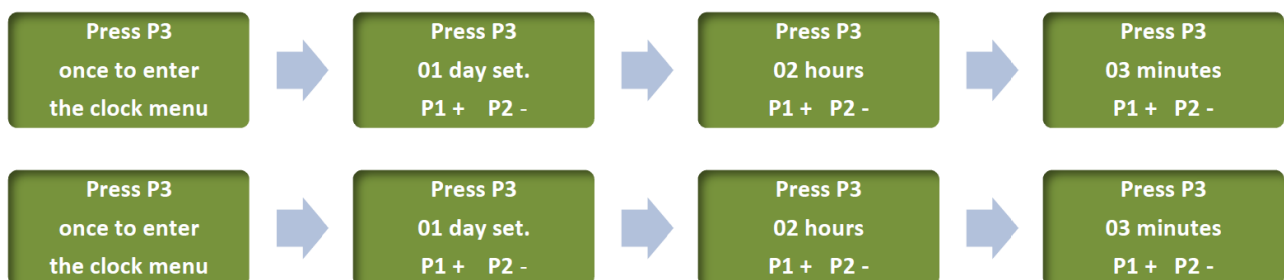 Press P3
once to enter
the clock menu
Press P3
01 day set.
P1 + P2 -
Press P3
02 hours
P1 + P2 -
Press P3
03 minutes
P1 + P2 -
Press P3
once to enter
the clock menu
Press P3
01 day set.
P1 + P2 -
Press P3
02 hours
P1 + P2 -
Press P3
03 minutes
P1 + P2 -